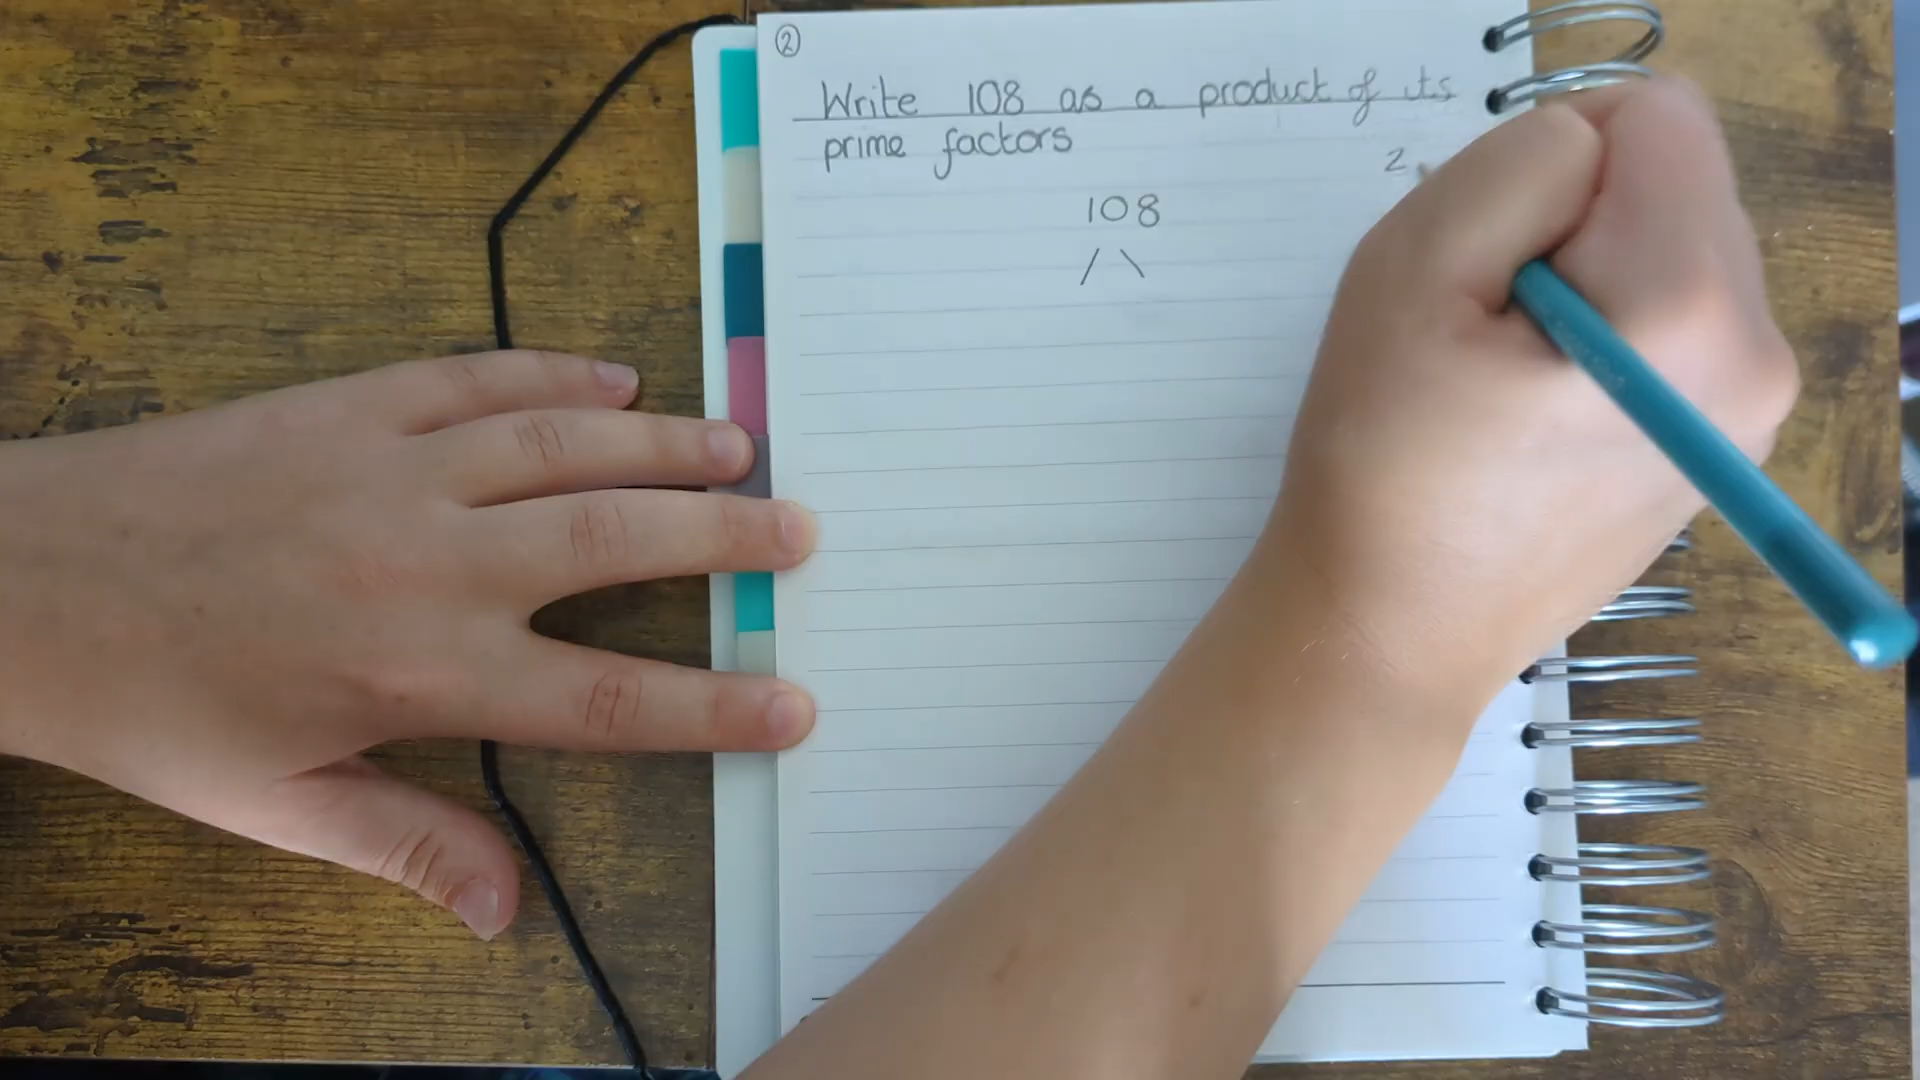 ②
Write 108 as a product of its
prime factors
2,
108